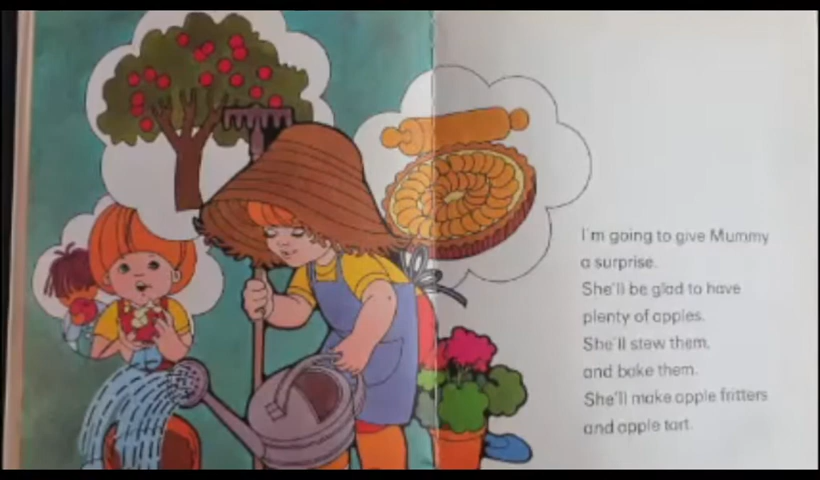 I'm going to give Mummy
a surprise.
She'll be glad to have
plenty of apples.
She'll stew them,
and bake them.
She'll make apple fritters
and apple tart.